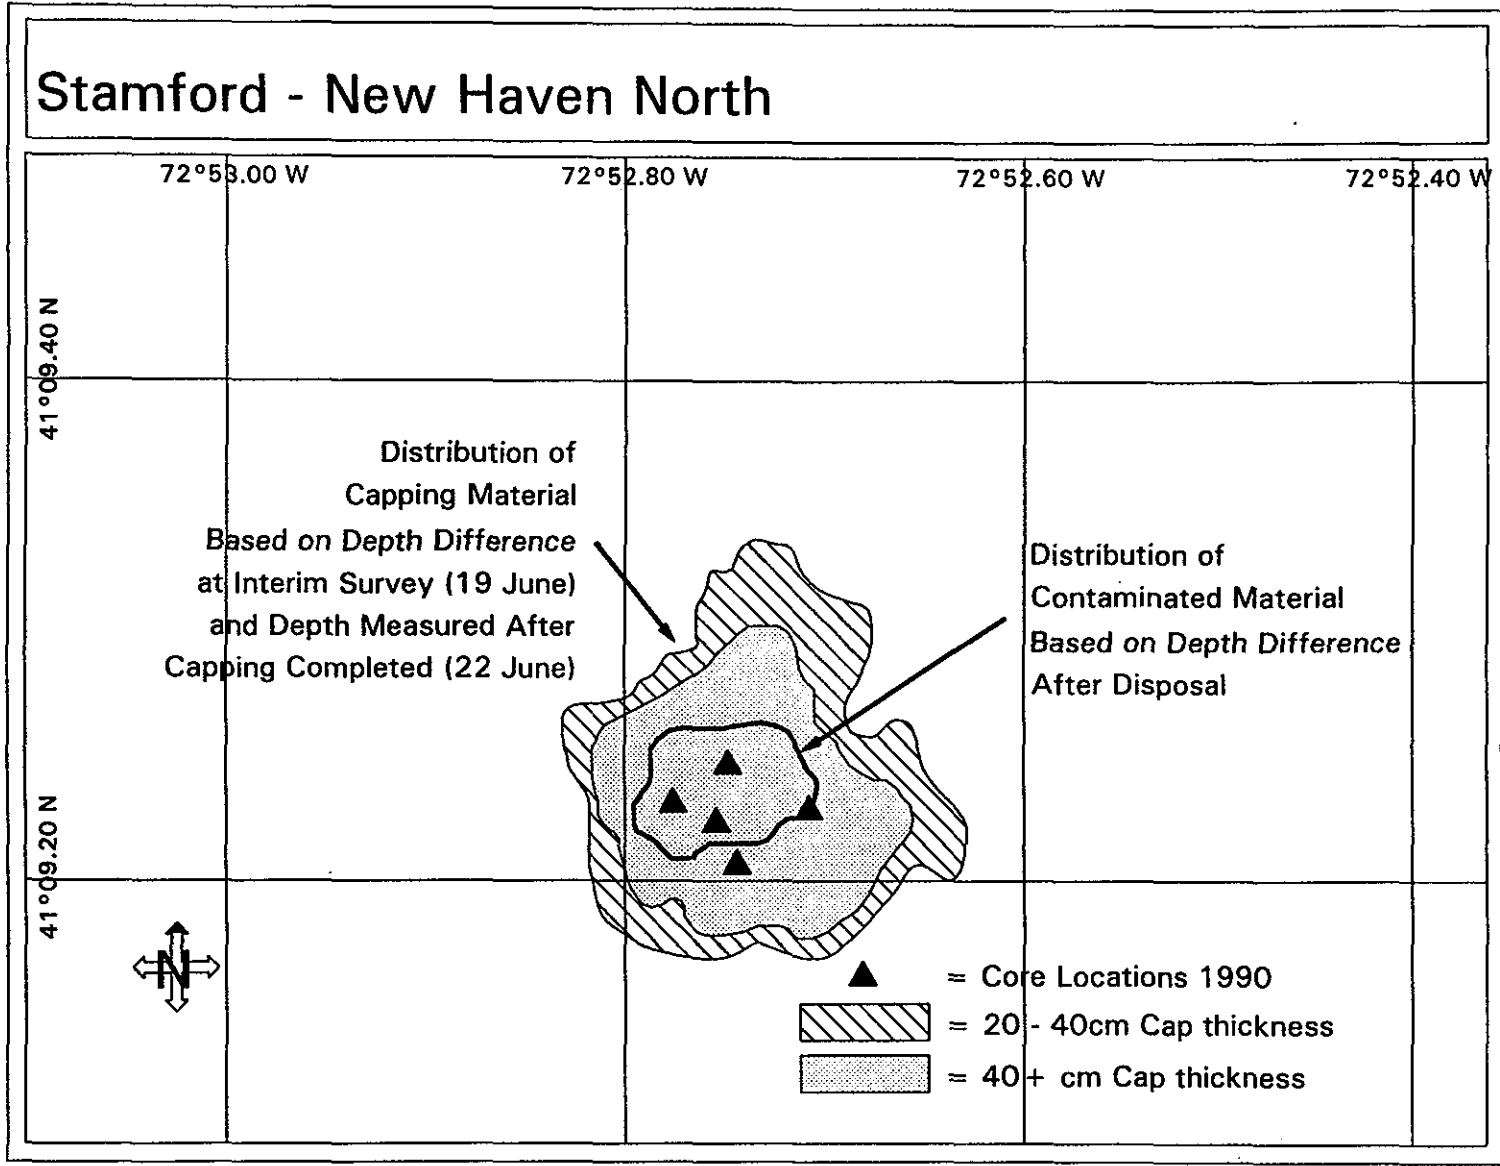 Stamford - New Haven North
72°53.00 W
72°52.80 W
72°52.60 W
72°52.40 W
41°09.40 N
Distribution of
Capping Material
Based on Depth Difference
at Interim Survey (19 June)
and Depth Measured After
Capping Completed (22 June)
Distribution of
Contaminated Material
Based on Depth Difference
After Disposal
41°09.20 N
N
= Core Locations 1990
= 20 - 40cm Cap thickness
= 40+ cm Cap thickness